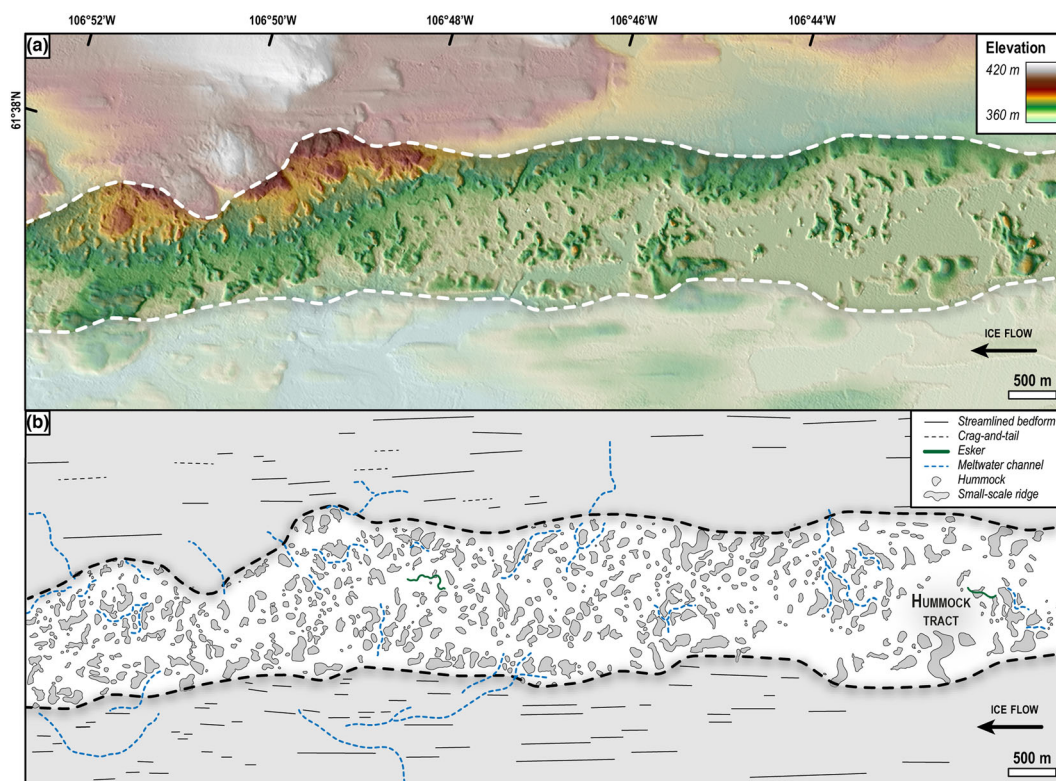 106°52'W 106°50'W 106°48'W 106°46'W 106°44'W
(a)
Elevation
420 m
360 m
61°38'N
ICE FLOW
500 m
(b)
Streamlined bedform
Crag-and-tail
Esker
Meltwater channel
Hummock
Small-scale ridge
HUMMOCK
TRACT
ICE FLOW
500 m